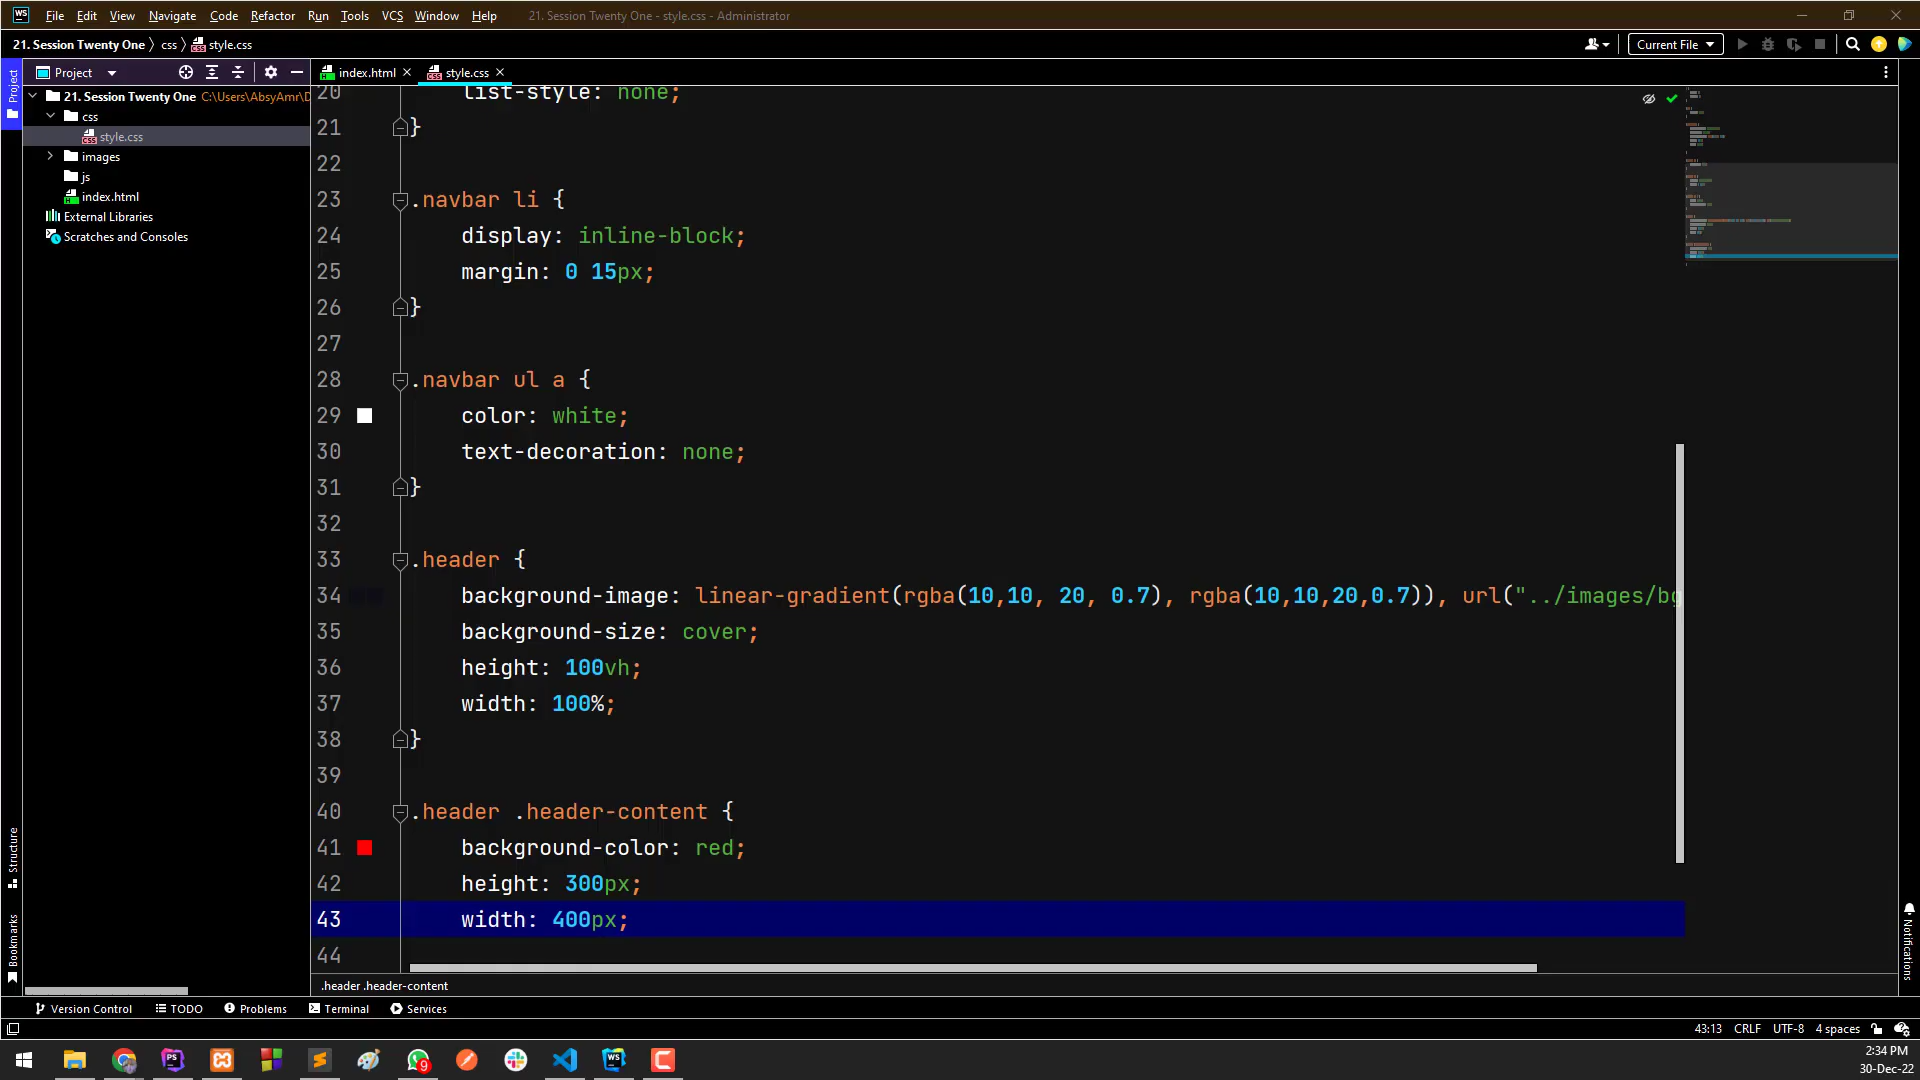 File Edit View Navigate Code Refactor Run Tools VCS Window Help 21. Session Twenty One - style.css - Administrator
21. Session Twenty One css style.css
Current File
Project
index.html
style.css
Project
21. Session Twenty One C:\Users\AbsyAmr\D
css
style.css
images
js
index.html
External Libraries
Scratches and Consoles
20 list-style: none;
21 }
22
23 .navbar li {
24 display: inline-block;
25 margin: 0 15px;
26 }
27
28 .navbar ul a {
29 color: white;
30 text-decoration: none;
31 }
32
33 .header {
34 background-image: linear-gradient(rgba(10,10, 20, 0.7), rgba(10,10,20,0.7)), url("../images/bg
35 background-size: cover;
36 height: 100vh;
37 width: 100%;
38 }
39
40 .header .header-content {
41 background-color: red;
42 height: 300px;
43 width: 400px;
44
Structure
Bookmarks
Notifications
.header .header-content
Version Control TODO Problems Terminal Services
43:13 CRLF UTF-8 4 spaces
9
2:34 PM
30-Dec-22